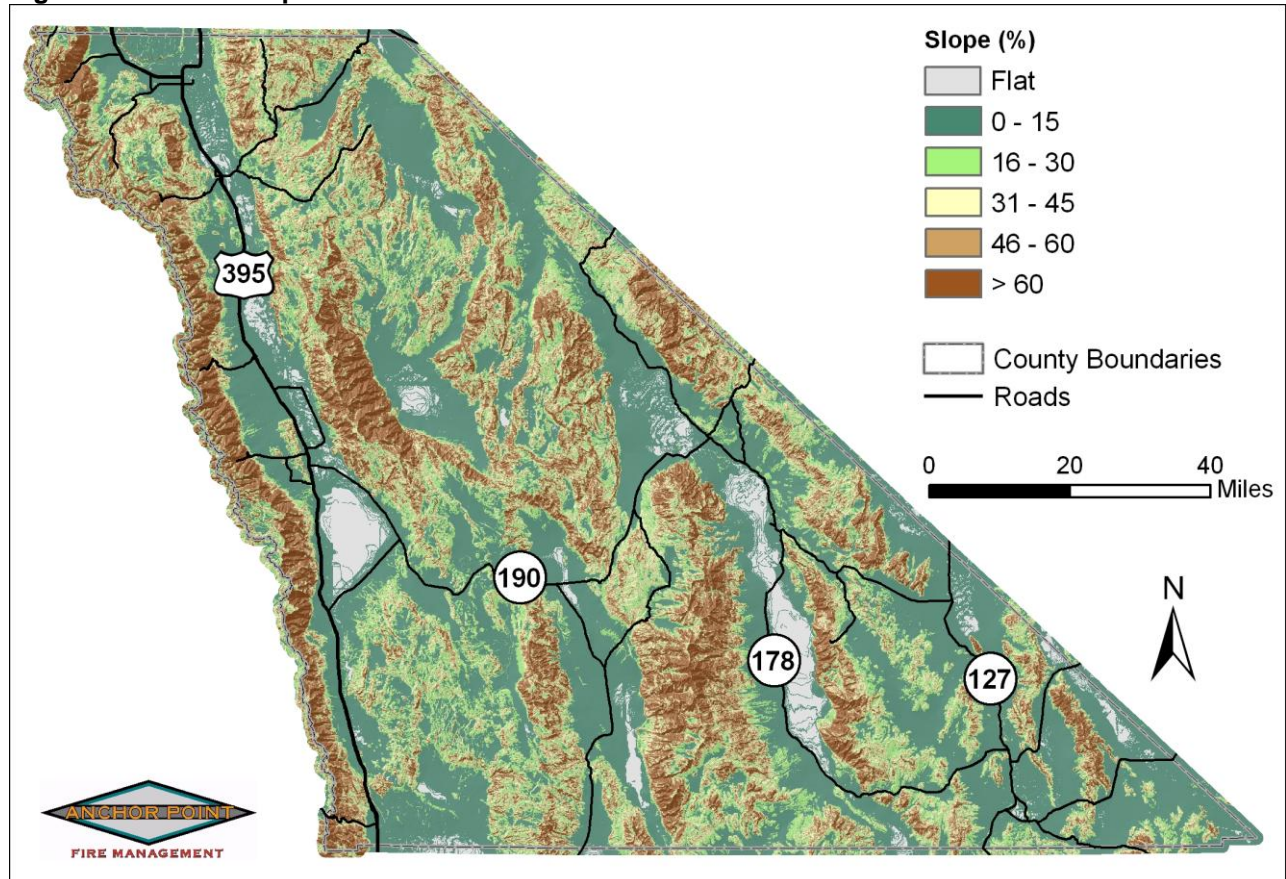 Slope (%)
Flat
0 - 15
16 - 30
31 - 45
46 - 60
> 60
County Boundaries
Roads
0 20 40
Miles
N
395
190
178
127
ANCHOR POINT
FIRE MANAGEMENT